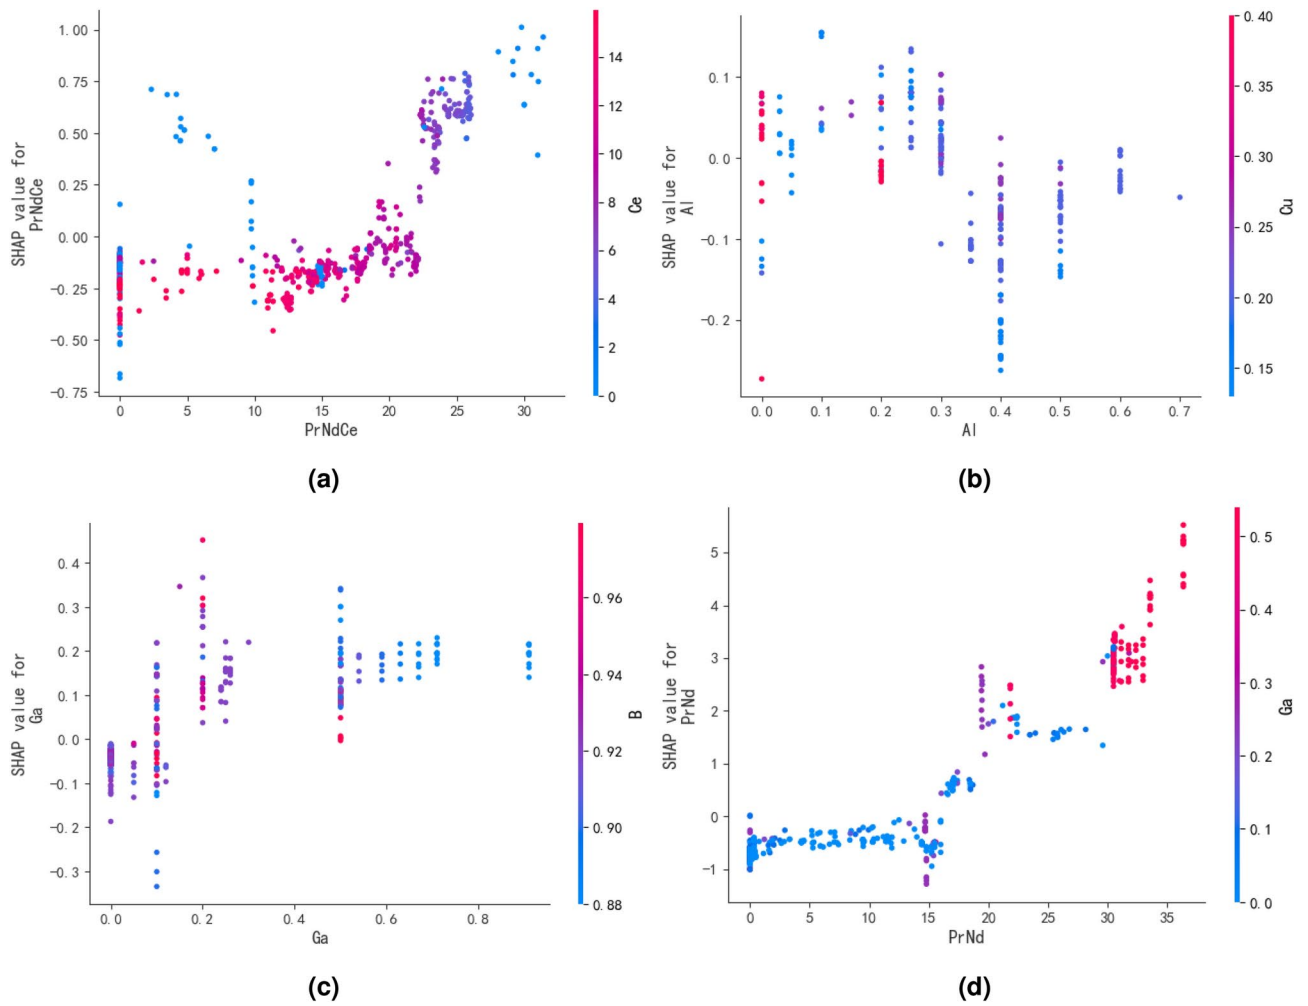 1.00
0.75
0.50
0.25
0.00
−0.25
−0.50
−0.75
SHAP value for
PrNdCe
0 5 10 15 20 25 30
PrNdCe
14
12
10
8
6
4
2
0
Ce
(a)
0.1
0.0
−0.1
−0.2
SHAP value for
Al
0.0 0.1 0.2 0.3 0.4 0.5 0.6 0.7
Al
0.40
0.35
0.30
0.25
0.20
0.15
Cu
(b)
0.4
0.3
0.2
0.1
0.0
−0.1
−0.2
−0.3
SHAP value for
Ga
0.0 0.2 0.4 0.6 0.8
Ga
0.96
0.94
0.92
0.90
0.88
B
(c)
5
4
3
2
1
0
−1
SHAP value for
PrNd
0 5 10 15 20 25 30 35
PrNd
0.5
0.4
0.3
0.2
0.1
0.0
Ga
(d)